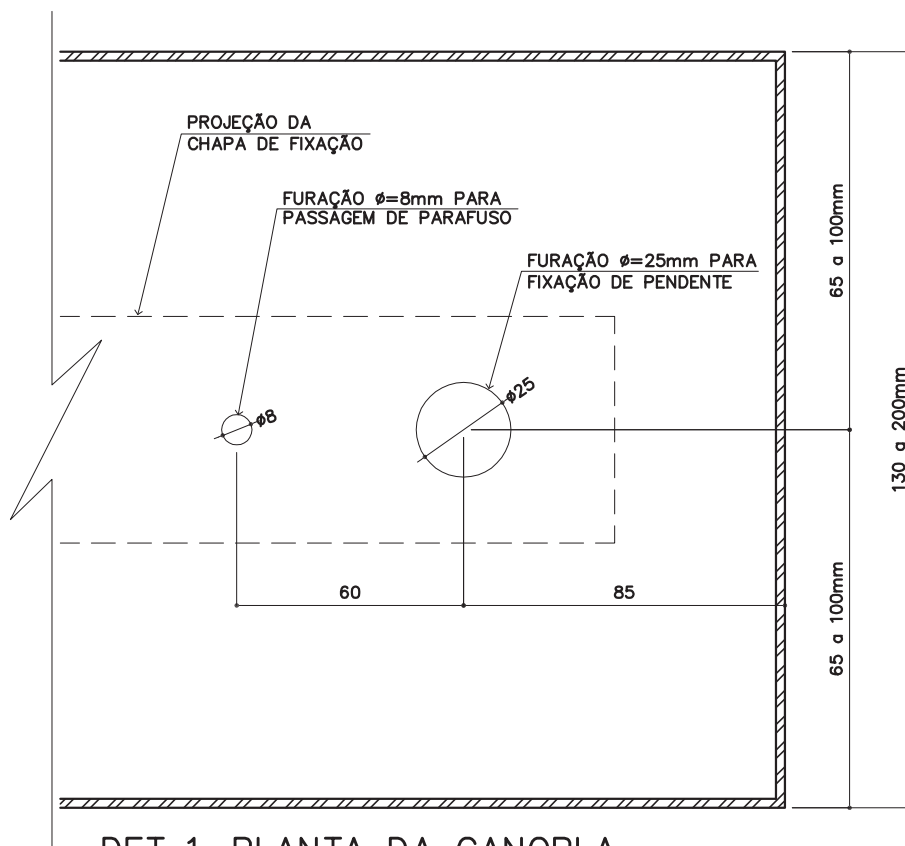 PROJEÇÃO DA
CHAPA DE FIXAÇÃO
FURAÇÃO ø=8mm PARA
PASSAGEM DE PARAFUSO
FURAÇÃO ø=25mm PARA
FIXAÇÃO DE PENDENTE
65 a 100mm
130 a 200mm
ø25
ø8
60
85
65 a 100mm
DET 1 PLANTA DA CANOPLA